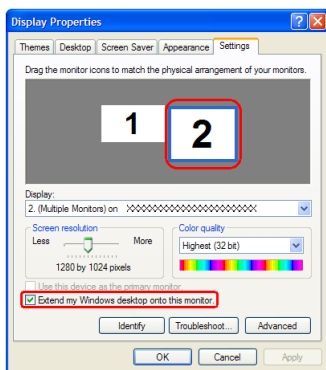 Display Properties
Themes Desktop Screen Saver Appearance Settings
Drag the monitor icons to match the physical arrangement of your monitors.
1 2
Display:
2. (Multiple Monitors) on XXXXXXXXXXXXXXXXXXXXXX
Screen resolution
Less More
1280 by 1024 pixels
Color quality
Highest (32 bit)
Use this device as the primary monitor.
Extend my Windows desktop onto this monitor.
Identify Troubleshoot... Advanced
OK Cancel Apply